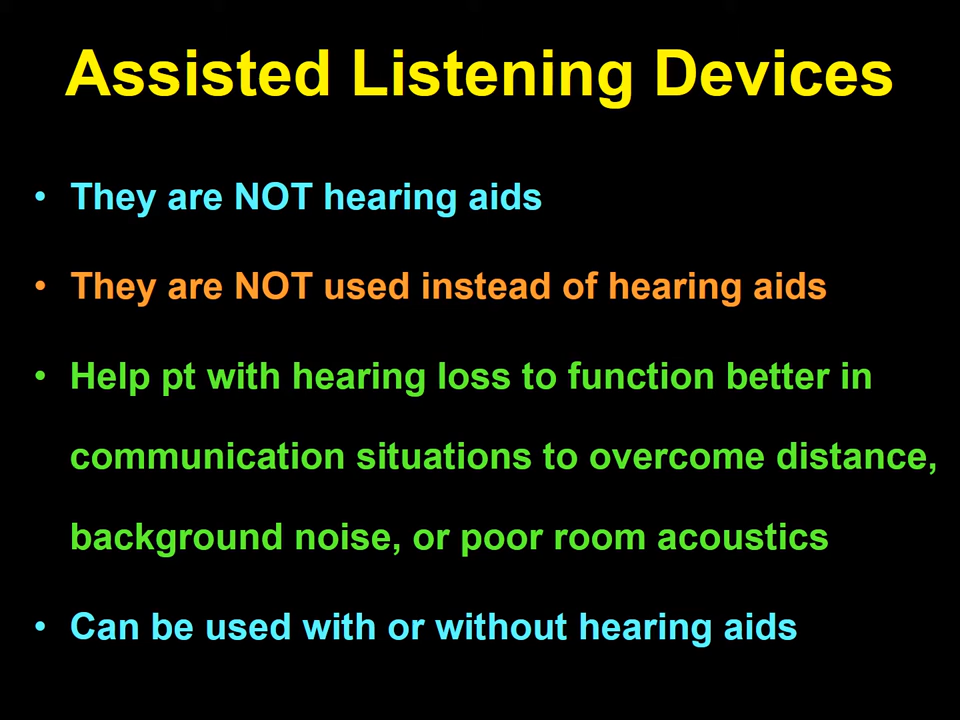 Assisted Listening Devices
• They are NOT hearing aids
• They are NOT used instead of hearing aids
• Help pt with hearing loss to function better in
communication situations to overcome distance,
background noise, or poor room acoustics
• Can be used with or without hearing aids